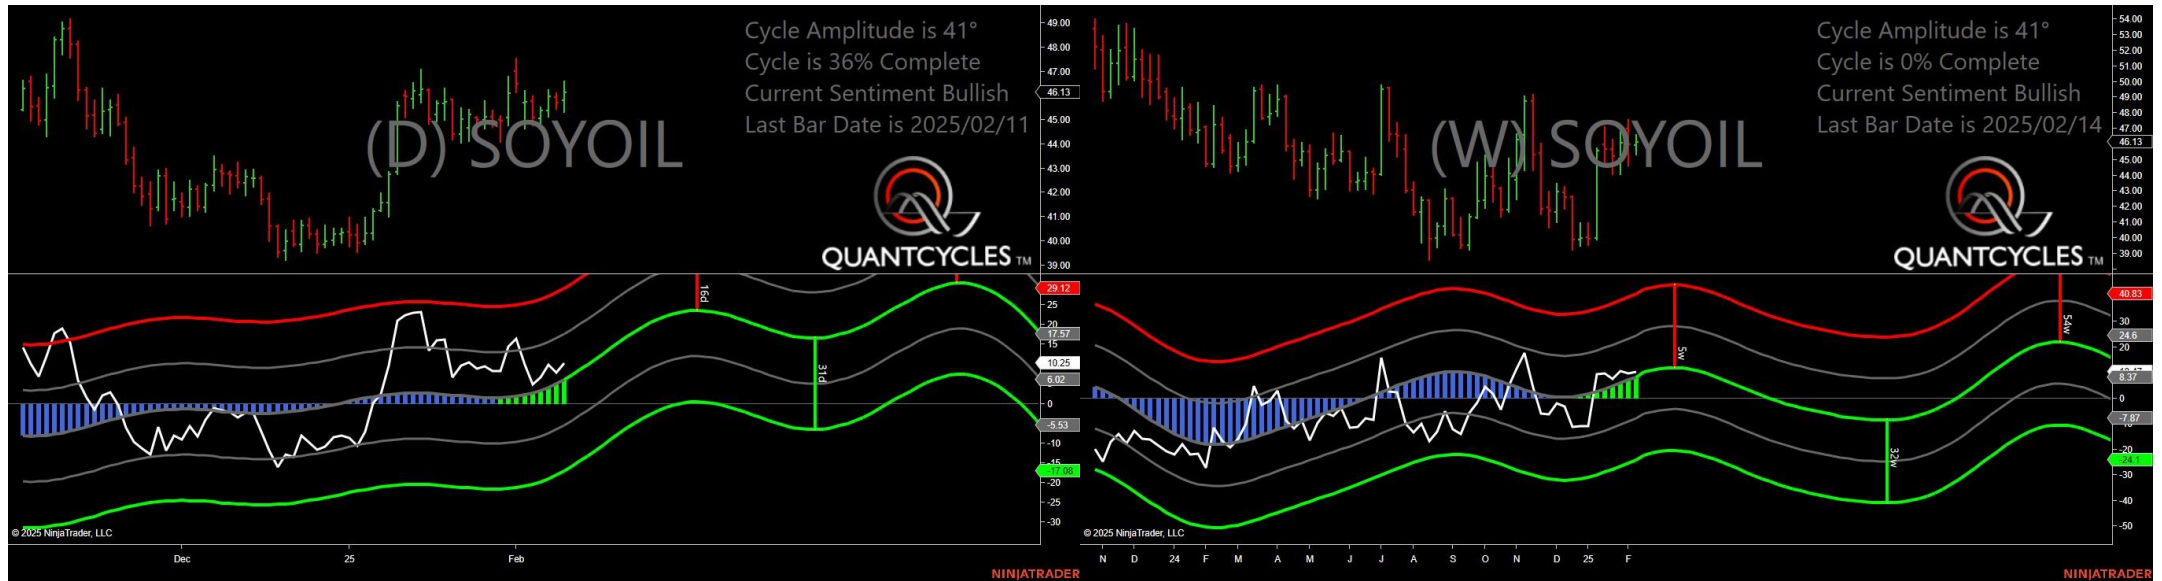 Cycle Amplitude is 41°
Cycle is 36% Complete
Current Sentiment Bullish
Last Bar Date is 2025/02/11
(D) SOYOIL
QUANTCYCLES TM
49.00
48.00
47.00
46.13
45.00
44.00
43.00
42.00
41.00
40.00
39.00
16d
31d
29.12
25
20
17.57
15
10.25
6.02
0
-5.53
-10
-15
-17.08
-20
-25
-30
© 2025 NinjaTrader, LLC
Dec
25
Feb
NINJATRADER
Cycle Amplitude is 41°
Cycle is 0% Complete
Current Sentiment Bullish
Last Bar Date is 2025/02/14
(W) SOYOIL
QUANTCYCLES TM
54.00
53.00
52.00
51.00
50.00
49.00
48.00
47.00
46.13
45.00
44.00
43.00
42.00
41.00
40.00
39.00
5w
32w
54w
40.83
30
24.6
20
8.37
0
-7.87
-20
-24.1
-30
-40
-50
© 2025 NinjaTrader, LLC
N D 24 F M A M J J A S O N D 25 F
NINJATRADER